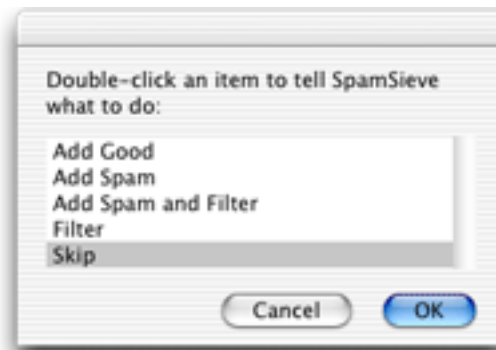 Double-click an item to tell SpamSieve
what to do:
Add Good
Add Spam
Add Spam and Filter
Filter
Skip
Cancel
OK